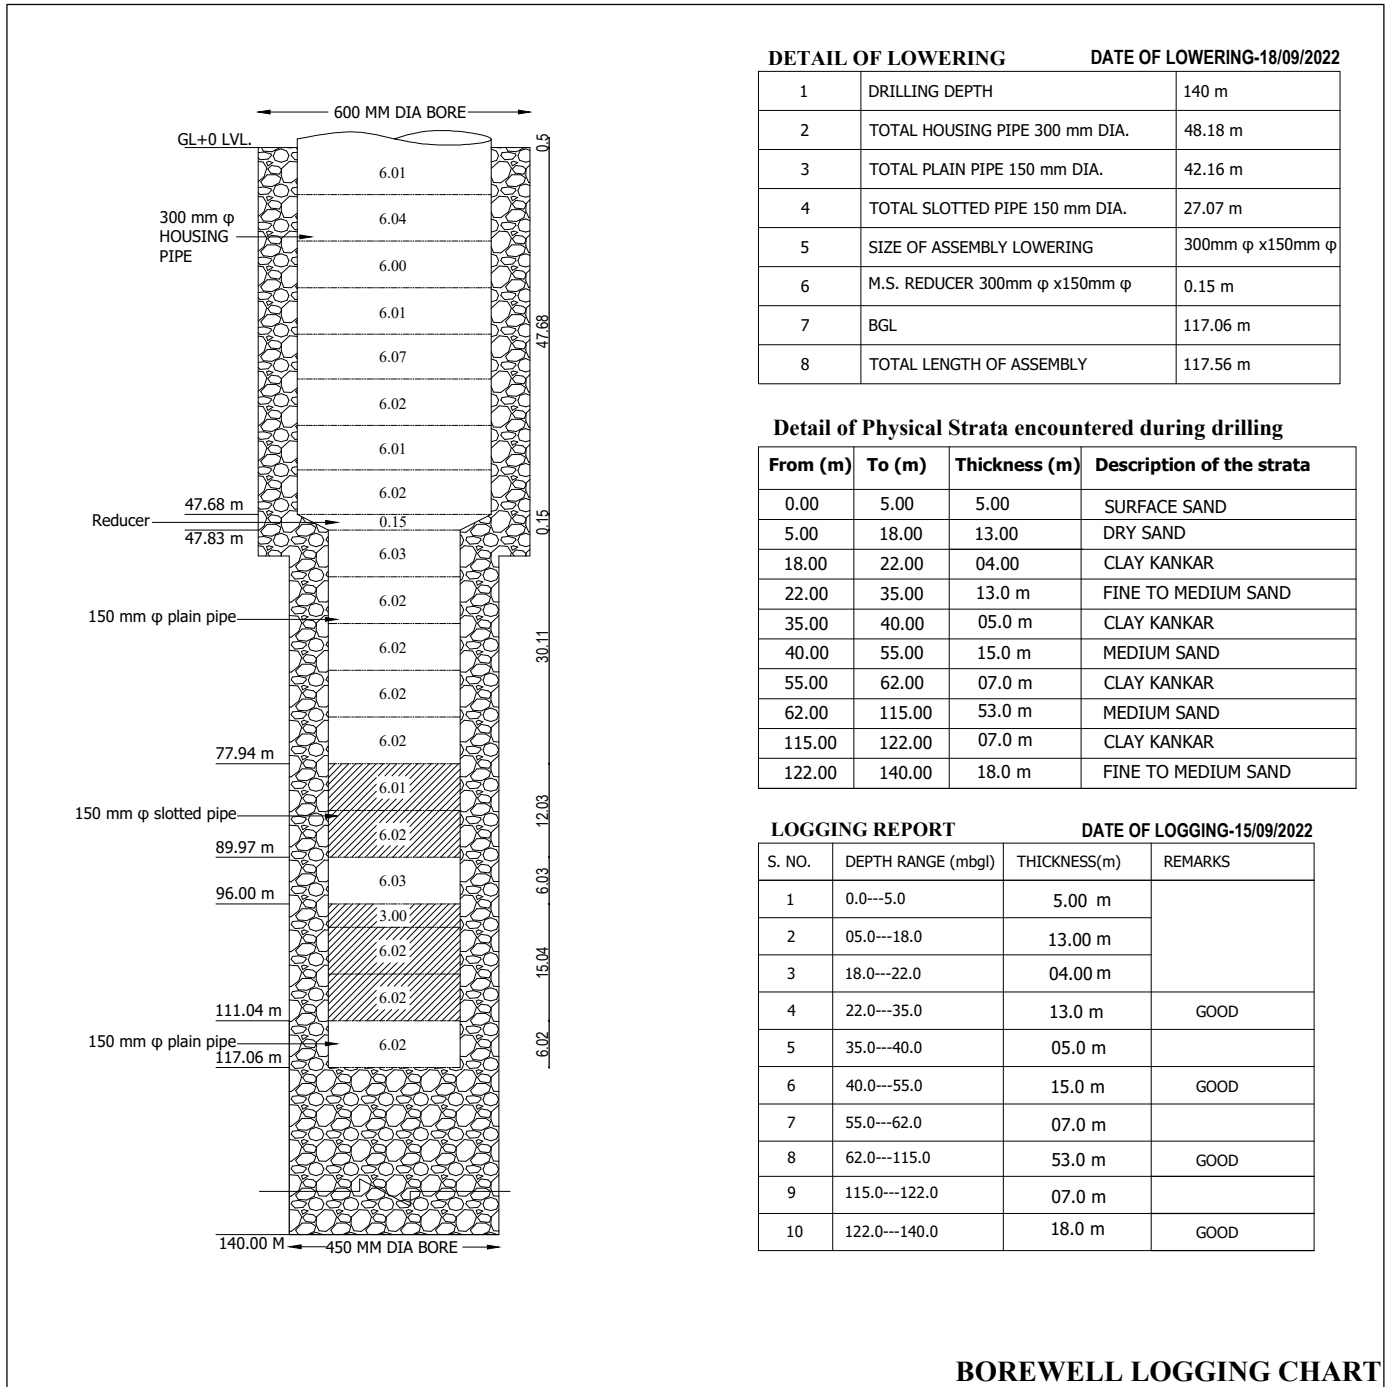 600 MM DIA BORE
GL+0 LVL.
0.5
6.01
300 mm φ
HOUSING
PIPE
6.04
6.00
6.01
47.68
6.07
6.02
6.01
6.02
47.68 m
Reducer
0.15
0.15
47.83 m
6.03
6.02
150 mm φ plain pipe
6.02
30.11
6.02
6.02
77.94 m
6.01
150 mm φ slotted pipe
12.03
6.02
89.97 m
6.03
6.03
96.00 m
3.00
6.02
15.04
6.02
111.04 m
150 mm φ plain pipe
6.02
6.02
117.06 m
140.00 M
450 MM DIA BORE
DETAIL OF LOWERING DATE OF LOWERING-18/09/2022
1 DRILLING DEPTH 140 m
2 TOTAL HOUSING PIPE 300 mm DIA. 48.18 m
3 TOTAL PLAIN PIPE 150 mm DIA. 42.16 m
4 TOTAL SLOTTED PIPE 150 mm DIA. 27.07 m
5 SIZE OF ASSEMBLY LOWERING 300mm φ x150mm φ
6 M.S. REDUCER 300mm φ x150mm φ 0.15 m
7 BGL 117.06 m
8 TOTAL LENGTH OF ASSEMBLY 117.56 m
Detail of Physical Strata encountered during drilling
From (m) To (m) Thickness (m) Description of the strata
0.00 5.00 5.00 SURFACE SAND
5.00 18.00 13.00 DRY SAND
18.00 22.00 04.00 CLAY KANKAR
22.00 35.00 13.0 m FINE TO MEDIUM SAND
35.00 40.00 05.0 m CLAY KANKAR
40.00 55.00 15.0 m MEDIUM SAND
55.00 62.00 07.0 m CLAY KANKAR
62.00 115.00 53.0 m MEDIUM SAND
115.00 122.00 07.0 m CLAY KANKAR
122.00 140.00 18.0 m FINE TO MEDIUM SAND
LOGGING REPORT DATE OF LOGGING-15/09/2022
S. NO. DEPTH RANGE (mbgl) THICKNESS(m) REMARKS
1 0.0---5.0 5.00 m
2 05.0---18.0 13.00 m
3 18.0---22.0 04.00 m
4 22.0---35.0 13.0 m GOOD
5 35.0---40.0 05.0 m
6 40.0---55.0 15.0 m GOOD
7 55.0---62.0 07.0 m
8 62.0---115.0 53.0 m GOOD
9 115.0---122.0 07.0 m
10 122.0---140.0 18.0 m GOOD
BOREWELL LOGGING CHART